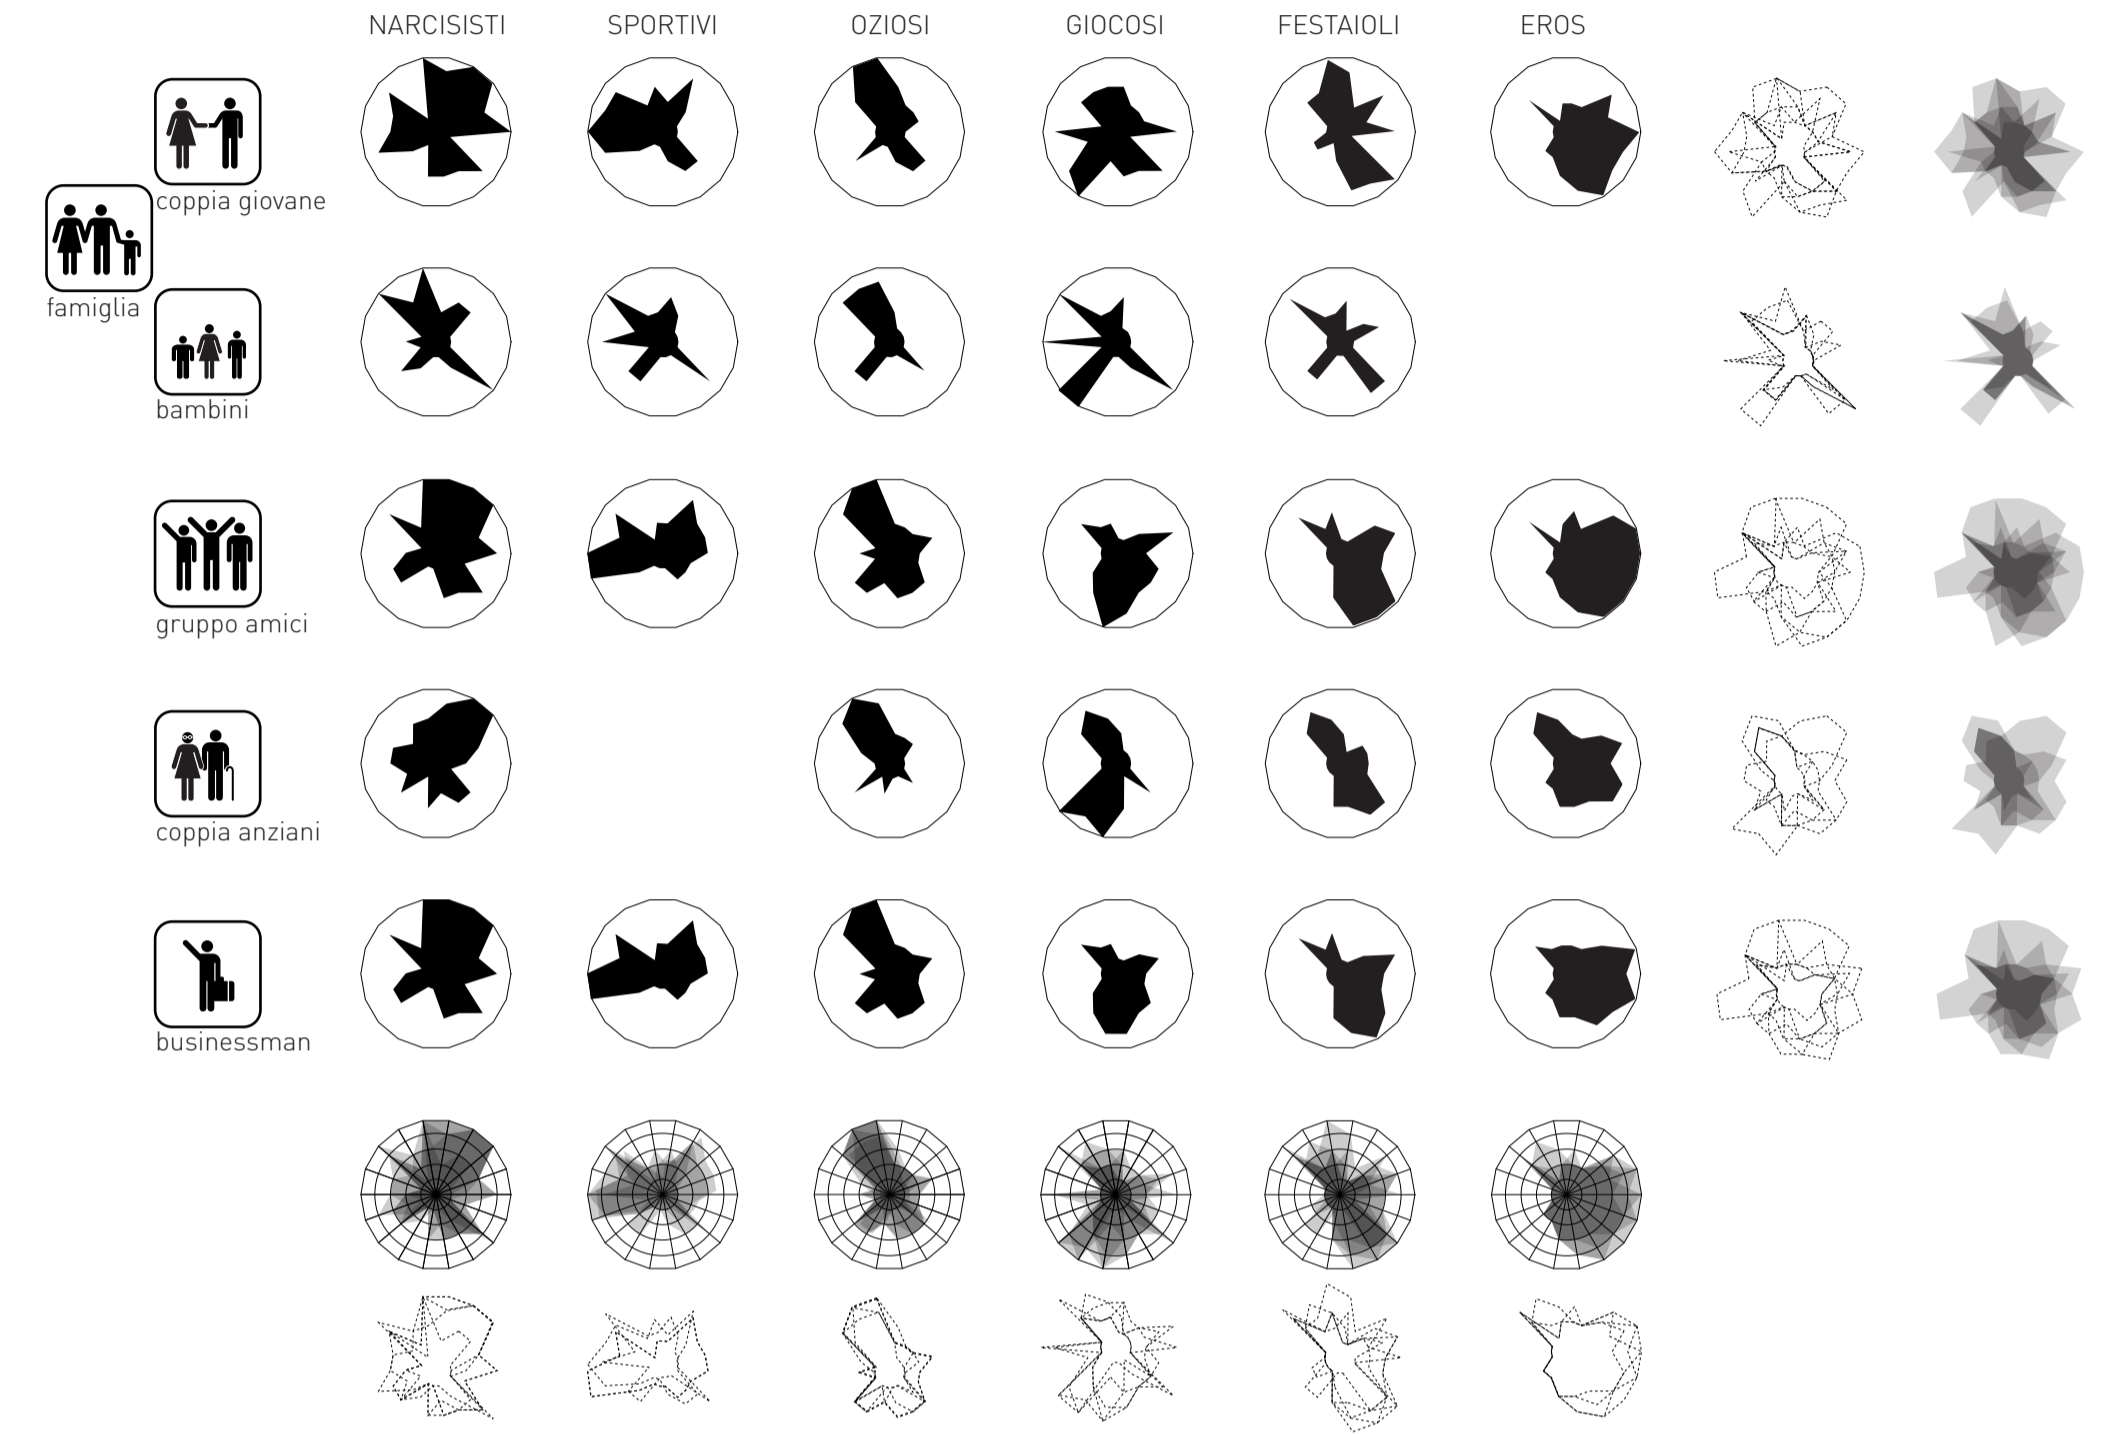 NARCISISTI
SPORTIVI
OZIOSI
GIOCOSI
FESTAIOLI
EROS
coppia giovane
famiglia
bambini
gruppo amici
coppia anziani
businessman